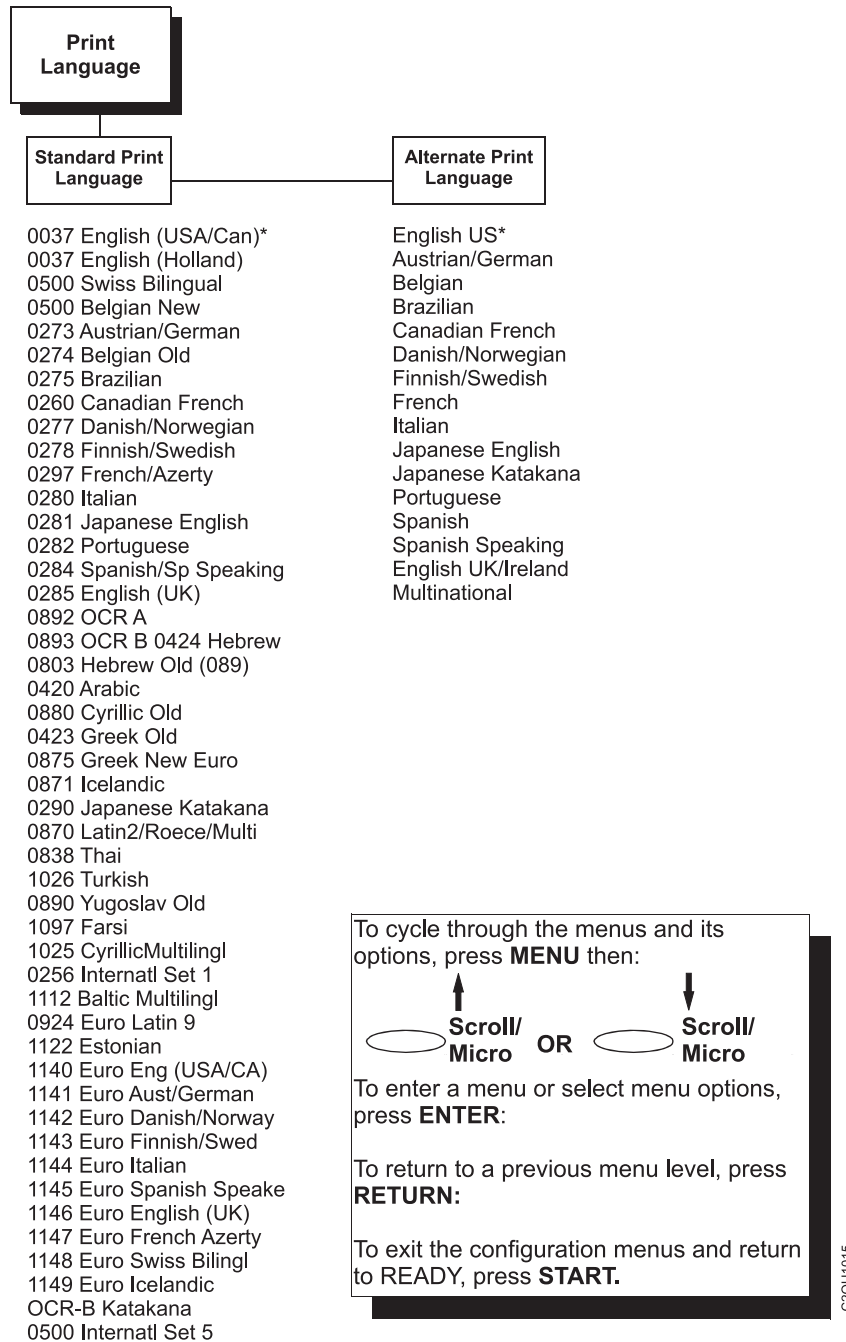 Print
Language
Standard Print
Language
Alternate Print
Language
0037 English (USA/Can)*
0037 English (Holland)
0500 Swiss Bilingual
0500 Belgian New
0273 Austrian/German
0274 Belgian Old
0275 Brazilian
0260 Canadian French
0277 Danish/Norwegian
0278 Finnish/Swedish
0297 French/Azerty
0280 Italian
0281 Japanese English
0282 Portuguese
0284 Spanish/Sp Speaking
0285 English (UK)
0892 OCR A
0893 OCR B 0424 Hebrew
0803 Hebrew Old (089)
0420 Arabic
0880 Cyrillic Old
0423 Greek Old
0875 Greek New Euro
0871 Icelandic
0290 Japanese Katakana
0870 Latin2/Roece/Multi
0838 Thai
1026 Turkish
0890 Yugoslav Old
1097 Farsi
1025 CyrillicMultilingl
0256 Internatl Set 1
1112 Baltic Multilingl
0924 Euro Latin 9
1122 Estonian
1140 Euro Eng (USA/CA)
1141 Euro Aust/German
1142 Euro Danish/Norway
1143 Euro Finnish/Swed
1144 Euro Italian
1145 Euro Spanish Speake
1146 Euro English (UK)
1147 Euro French Azerty
1148 Euro Swiss Bilingl
1149 Euro Icelandic
OCR-B Katakana
0500 Internatl Set 5
English US*
Austrian/German
Belgian
Brazilian
Canadian French
Danish/Norwegian
Finnish/Swedish
French
Italian
Japanese English
Japanese Katakana
Portuguese
Spanish
Spanish Speaking
English UK/Ireland
Multinational
To cycle through the menus and its
options, press MENU then:
Scroll/
Micro
OR
Scroll/
Micro
To enter a menu or select menu options,
press ENTER:
To return to a previous menu level, press
RETURN:
To exit the configuration menus and return
to READY, press START.